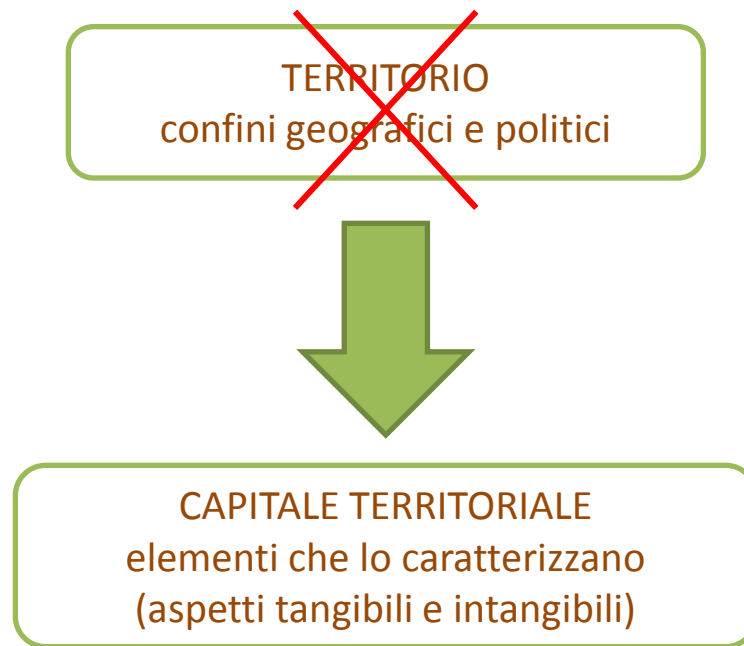 TERRITORIO
confini geografici e politici
CAPITALE TERRITORIALE
elementi che lo caratterizzano
(aspetti tangibili e intangibili)